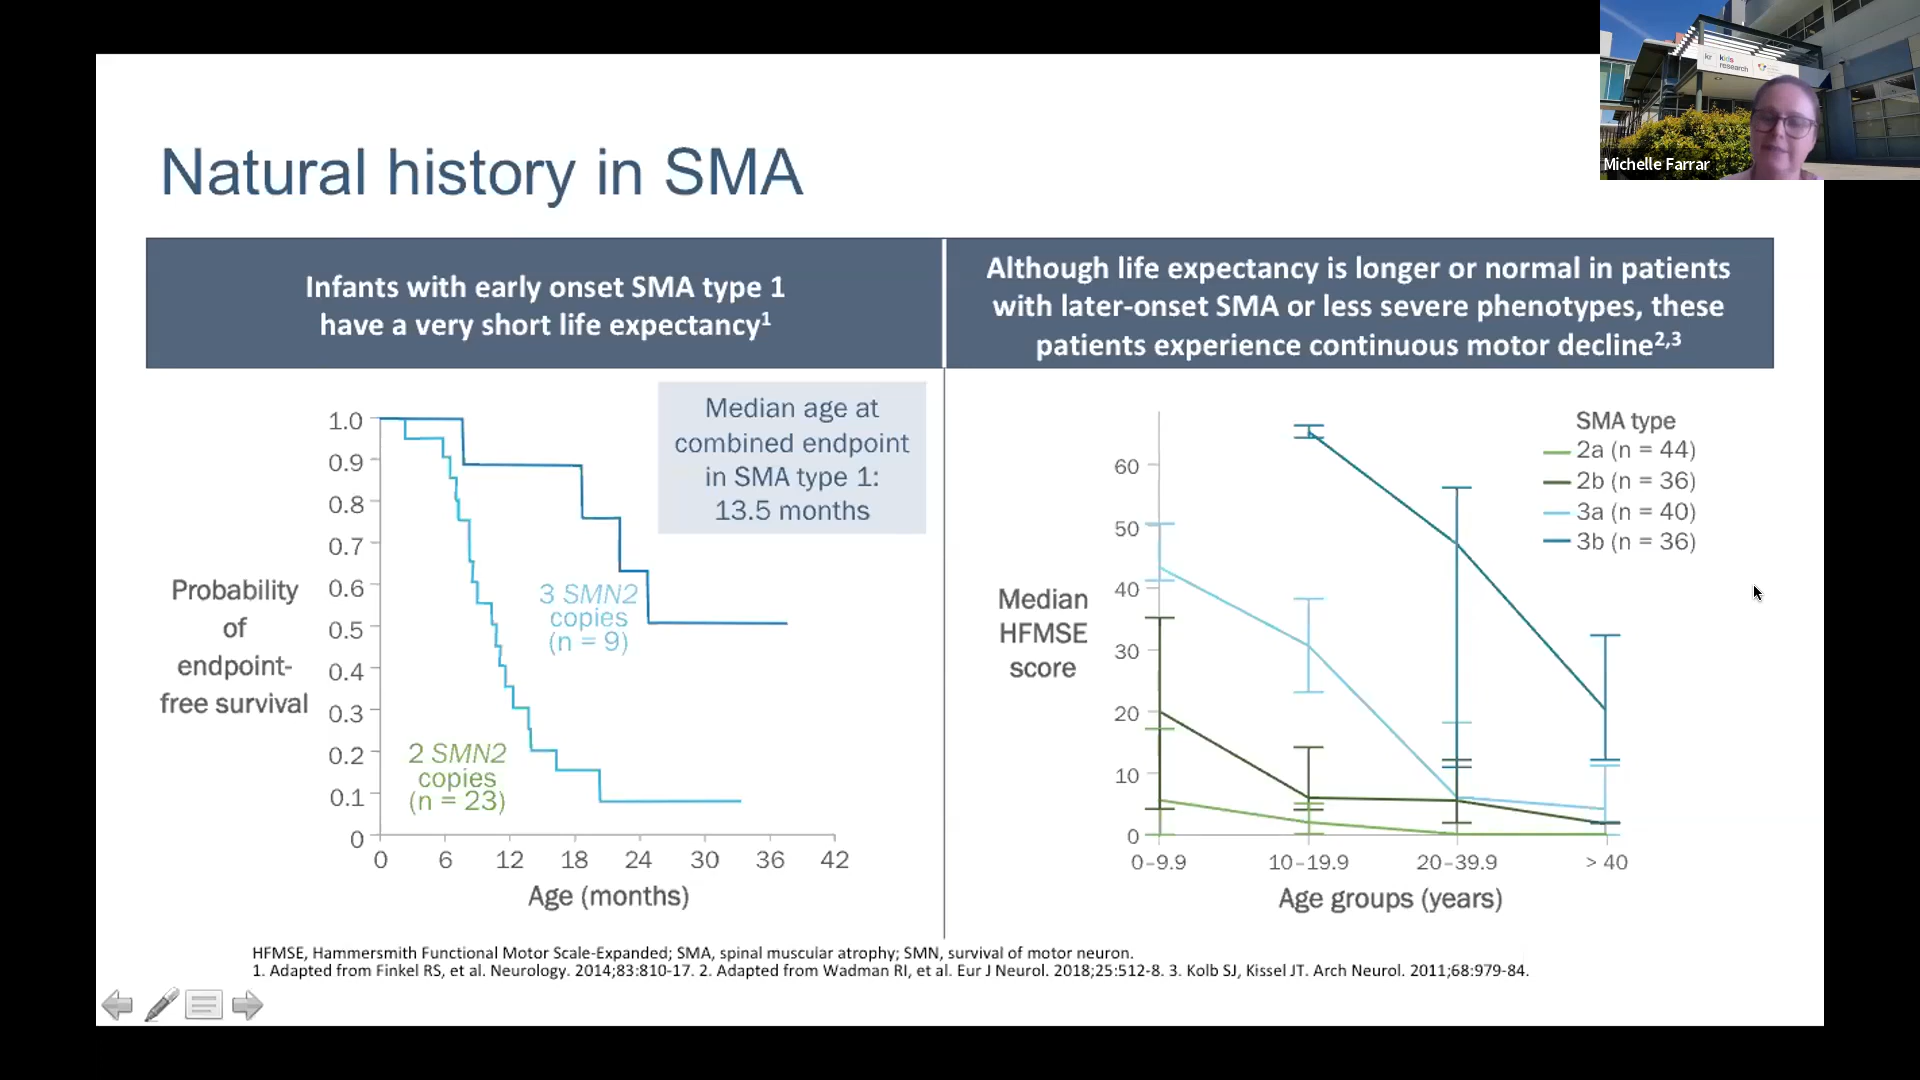 kr kids
research
Michelle Farrar
Natural history in SMA
Infants with early onset SMA type 1
have a very short life expectancy1
Although life expectancy is longer or normal in patients
with later-onset SMA or less severe phenotypes, these
patients experience continuous motor decline2,3
Median age at
combined endpoint
in SMA type 1:
13.5 months
Probability
of
endpoint-
free survival
1.0
0.9
0.8
0.7
0.6
0.5
0.4
0.3
0.2
0.1
0
3 SMN2
copies
(n = 9)
2 SMN2
copies
(n = 23)
0 6 12 18 24 30 36 42
Age (months)
Median
HFMSE
score
60
50
40
30
20
10
0
SMA type
2a (n = 44)
2b (n = 36)
3a (n = 40)
3b (n = 36)
0–9.9 10–19.9 20–39.9 > 40
Age groups (years)
HFMSE, Hammersmith Functional Motor Scale-Expanded; SMA, spinal muscular atrophy; SMN, survival of motor neuron.
1. Adapted from Finkel RS, et al. Neurology. 2014;83:810-17. 2. Adapted from Wadman RI, et al. Eur J Neurol. 2018;25:512-8. 3. Kolb SJ, Kissel JT. Arch Neurol. 2011;68:979-84.